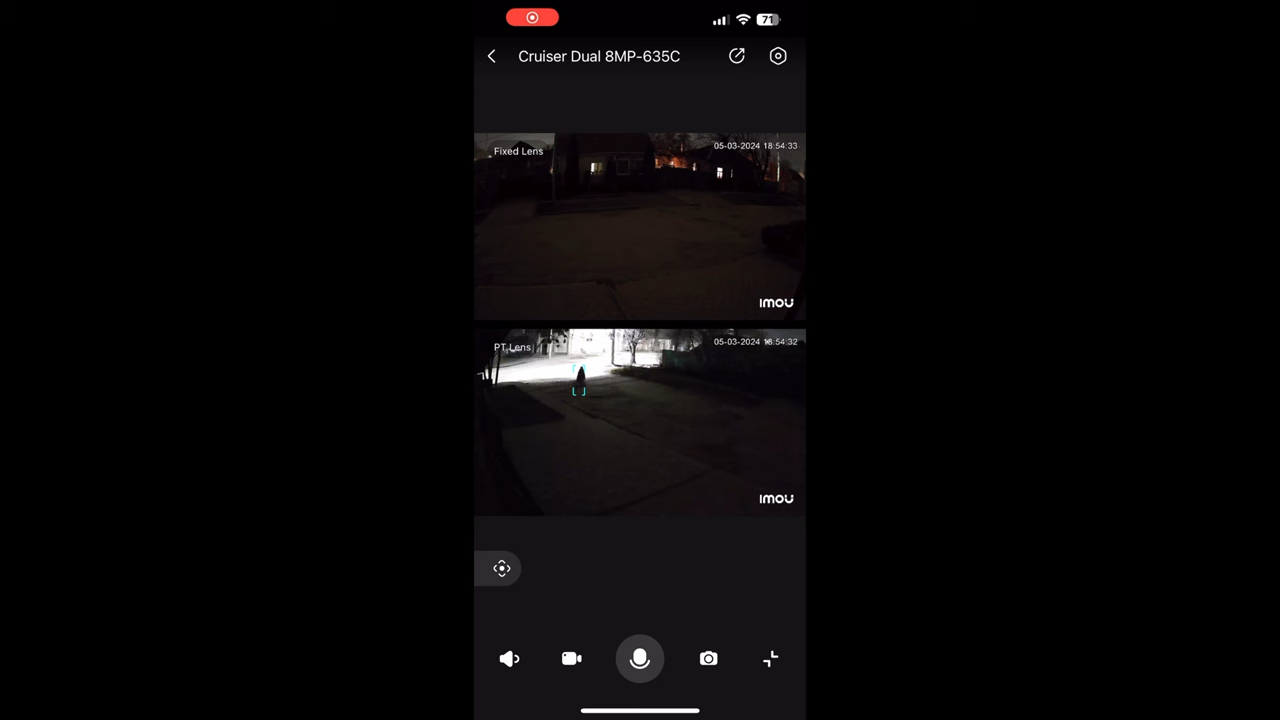 71
Cruiser Dual 8MP-635C
Fixed Lens
05-03-2024 18:54:33
imou
PT Lens
05-03-2024 18:54:32
imou